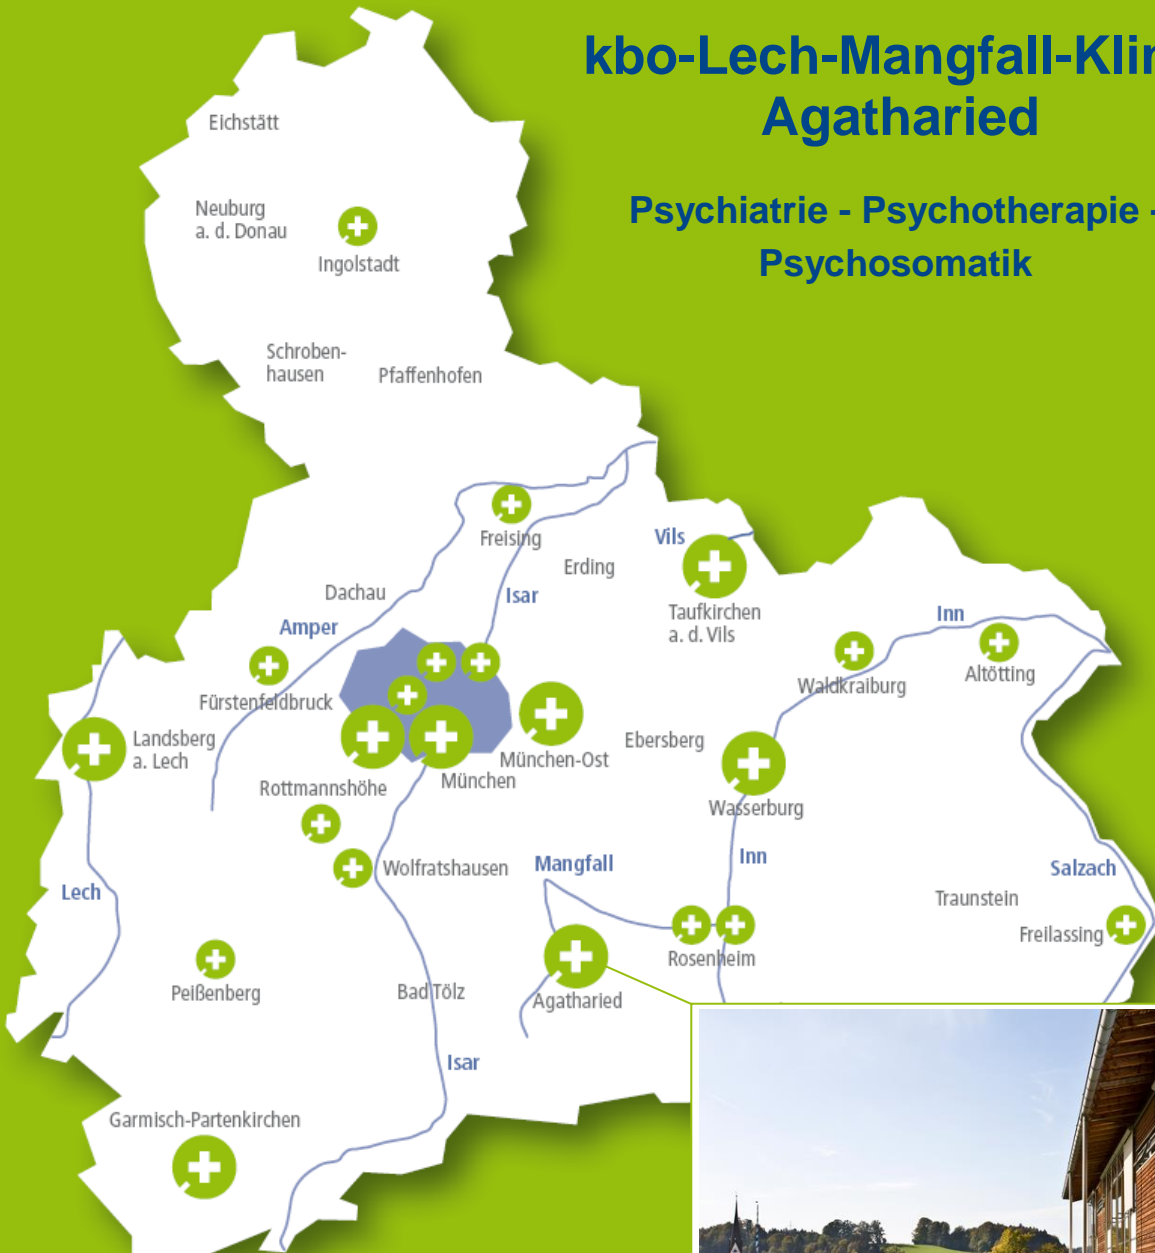 kbo-Lech-Mangfall-Klin
Agatharied
Psychiatrie - Psychotherapie -
Psychosomatik
Eichstätt
Neuburg
a. d. Donau
Ingolstadt
Schroben-
hausen
Pfaffenhofen
Freising
Vils
Erding
Dachau
Isar
Taufkirchen
a. d. Vils
Amper
Inn
Altötting
Waldkraiburg
Fürstenfeldbruck
Landsberg
a. Lech
Ebersberg
München-Ost
München
Rottmannshöhe
Wasserburg
Wolfratshausen
Mangfall
Inn
Salzach
Lech
Traunstein
Freilassing
Rosenheim
Peißenberg
Bad Tölz
Agatharied
Isar
Garmisch-Partenkirchen